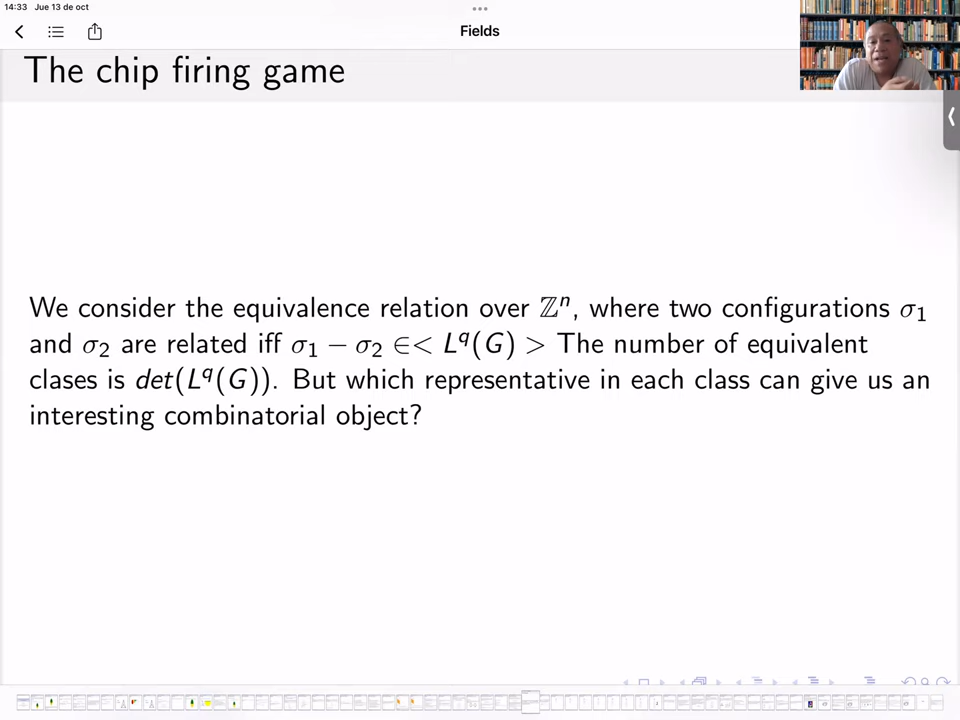 14:33 Jue 13 de oct
Fields
The chip firing game
We consider the equivalence relation over ℤⁿ, where two configurations σ₁
and σ₂ are related iff σ₁ − σ₂ ∈< L^q(G) > The number of equivalent
clases is det(L^q(G)). But which representative in each class can give us an
interesting combinatorial object?